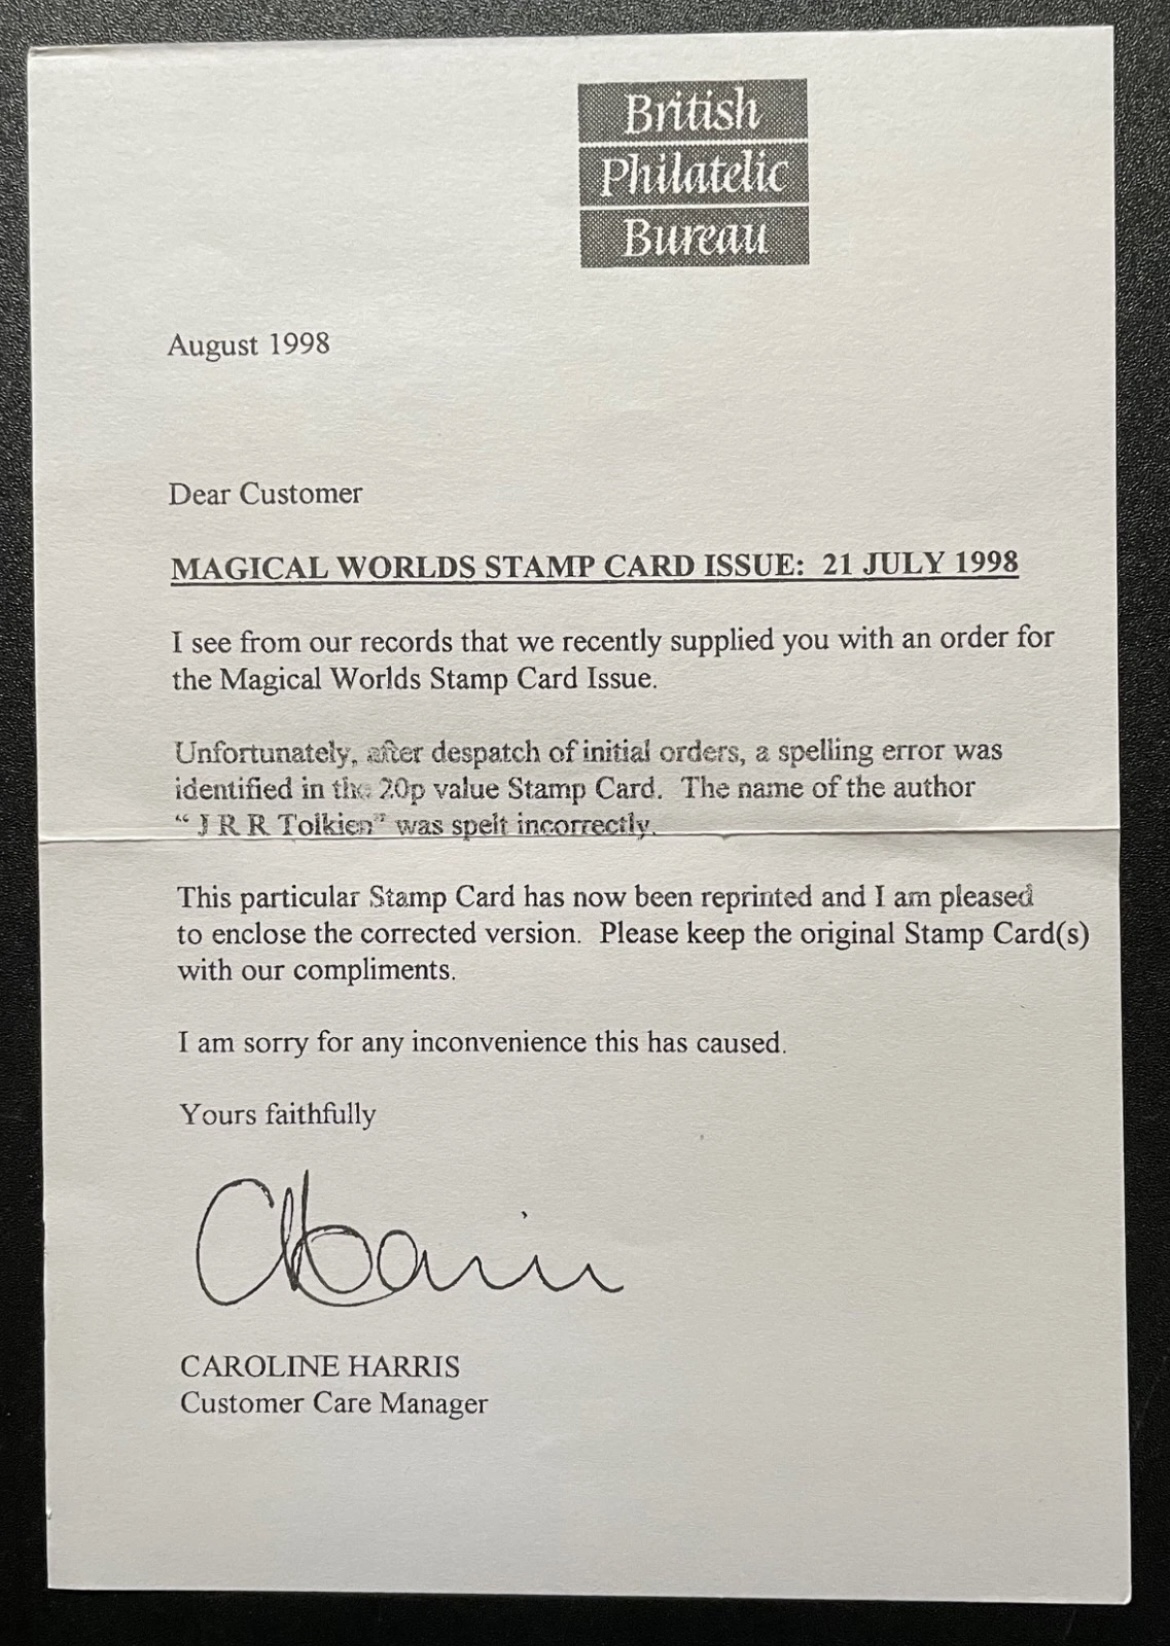 British
Philatelic
Bureau
August 1998
Dear Customer
MAGICAL WORLDS STAMP CARD ISSUE: 21 JULY 1998
I see from our records that we recently supplied you with an order for
the Magical Worlds Stamp Card Issue.
Unfortunately, after despatch of initial orders, a spelling error was
identified in the 20p value Stamp Card. The name of the author
“ J R R Tolkien” was spelt incorrectly.
This particular Stamp Card has now been reprinted and I am pleased
to enclose the corrected version. Please keep the original Stamp Card(s)
with our compliments.
I am sorry for any inconvenience this has caused.
Yours faithfully
CAROLINE HARRIS
Customer Care Manager